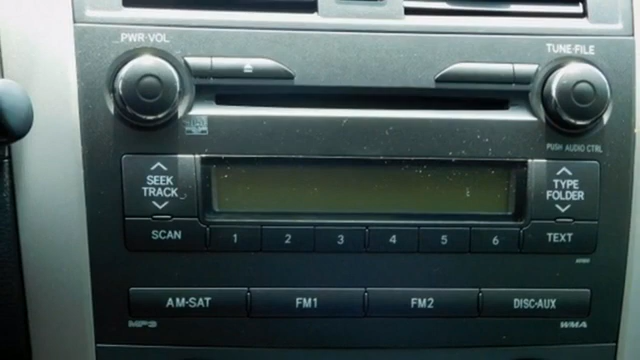 PWR·VOL
TUNE·FILE
PUSH AUDIO CTRL
SEEK
TRACK
TYPE
FOLDER
SCAN
1 2 3 4 5 6
TEXT
AM·SAT FM1 FM2 DISC·AUX
MP3 WMA